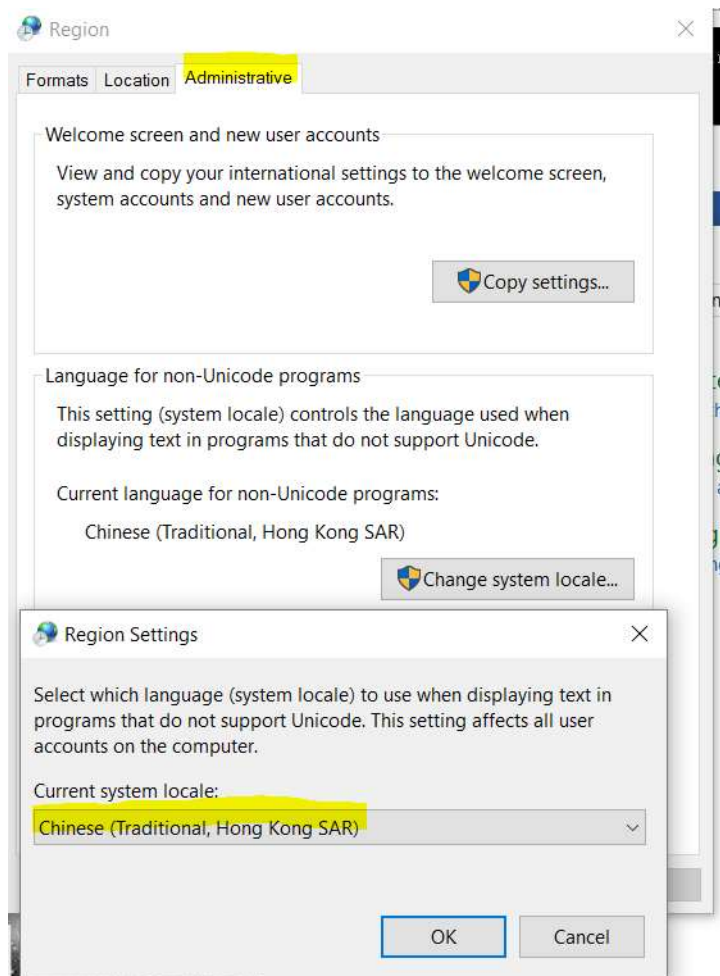 Region
Formats Location Administrative
Welcome screen and new user accounts
View and copy your international settings to the welcome screen,
system accounts and new user accounts.
Copy settings...
Language for non-Unicode programs
This setting (system locale) controls the language used when
displaying text in programs that do not support Unicode.
Current language for non-Unicode programs:
Chinese (Traditional, Hong Kong SAR)
Change system locale...
Region Settings
Select which language (system locale) to use when displaying text in
programs that do not support Unicode. This setting affects all user
accounts on the computer.
Current system locale:
Chinese (Traditional, Hong Kong SAR)
OK Cancel